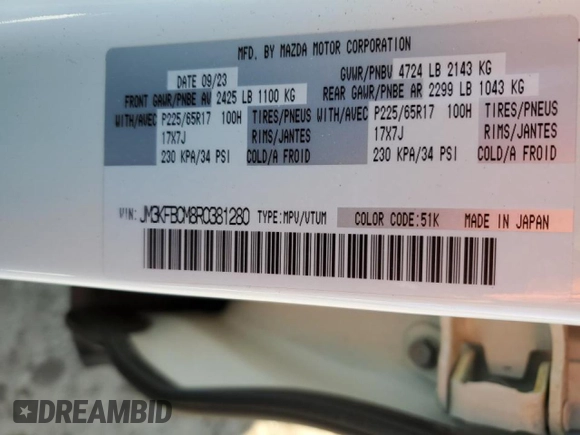 MFD. BY MAZDA MOTOR CORPORATION
DATE 09/23 GVWR/PNBV 4724 LB 2143 KG
FRONT GAWR/PNBE AV 2425 LB 1100 KG REAR GAWR/PNBE AR 2299 LB 1043 KG
WITH/AVEC P225/65R17 100H TIRES/PNEUS WITH/AVEC P225/65R17 100H TIRES/PNEUS
17X7J RIMS/JANTES 17X7J RIMS/JANTES
230 KPA/34 PSI COLD/A FROID 230 KPA/34 PSI COLD/A FROID
VIN: JM3KFBCM8R0381280 TYPE:MPV/VTUM COLOR CODE:51K MADE IN JAPAN
DREAMBID